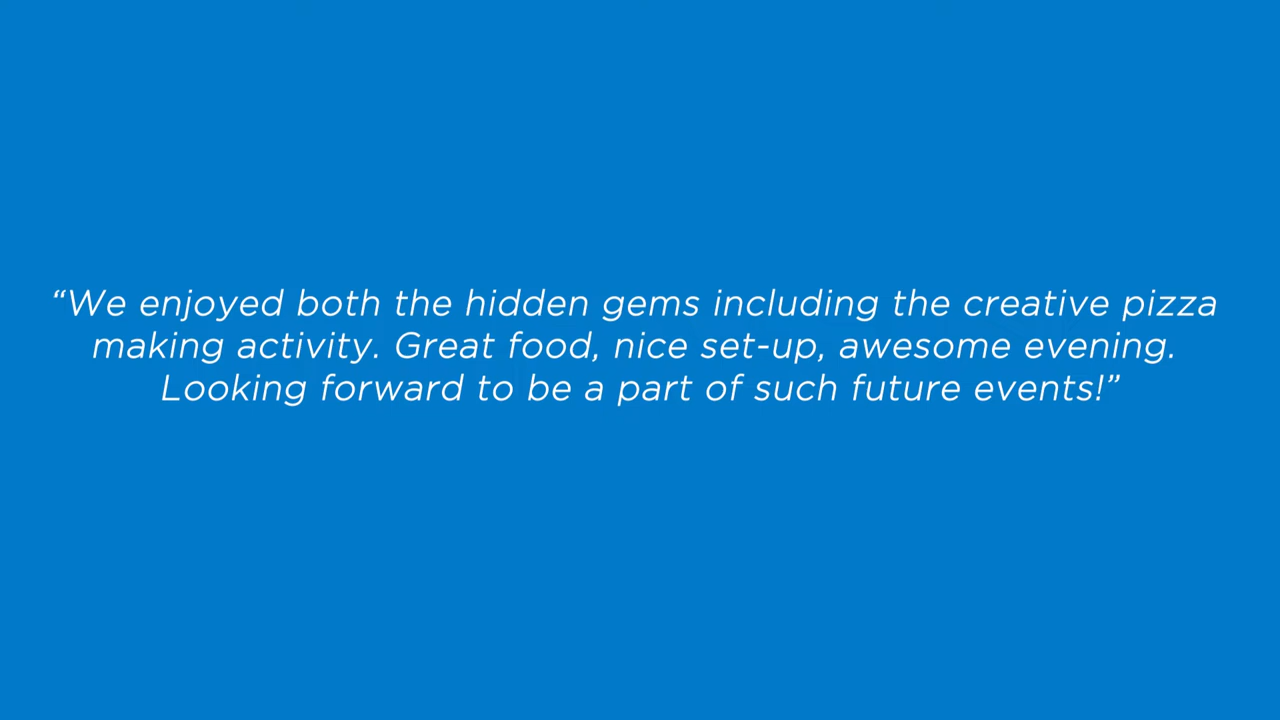 “We enjoyed both the hidden gems including the creative pizza
making activity. Great food, nice set-up, awesome evening.
Looking forward to be a part of such future events!”